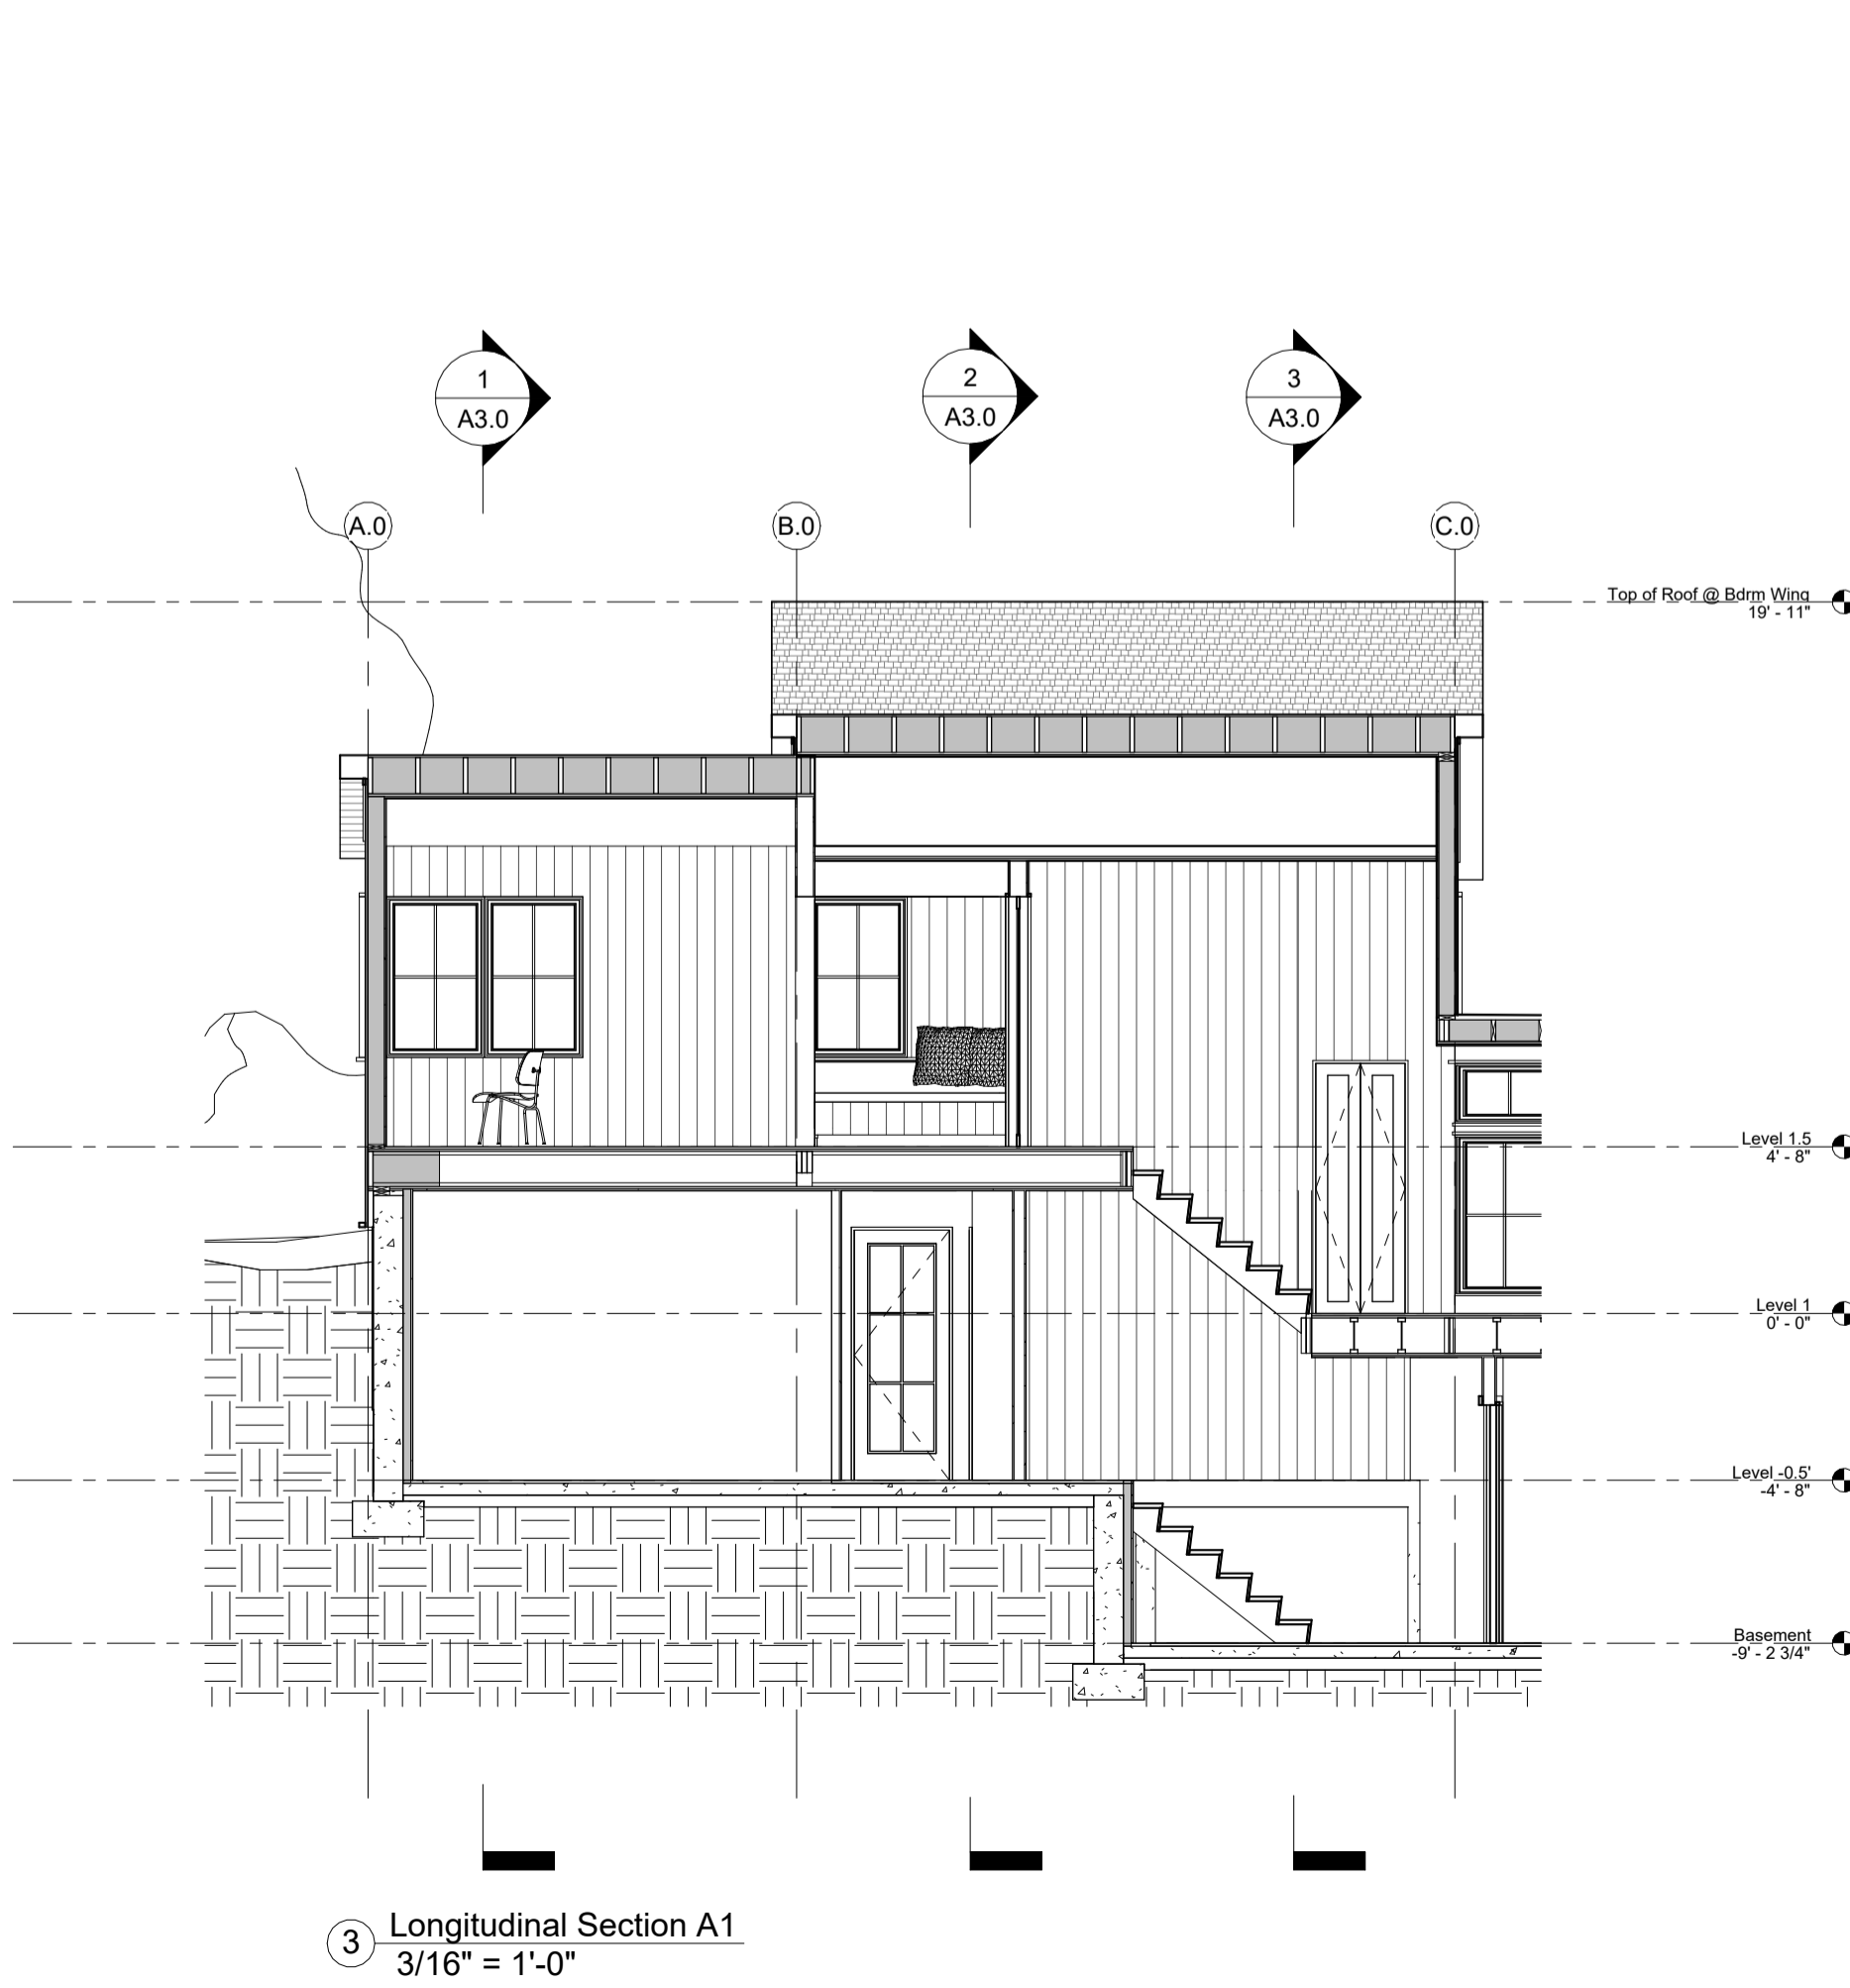 1
A3.0
2
A3.0
3
A3.0
A.0
B.0
C.0
Top of Roof @ Bdrm Wing
19' - 11"
Level 1.5
4' - 8"
Level 1
0' - 0"
Level -0.5'
-4' - 8"
Basement
-9' - 2 3/4"
3
Longitudinal Section A1
3/16" = 1'-0"